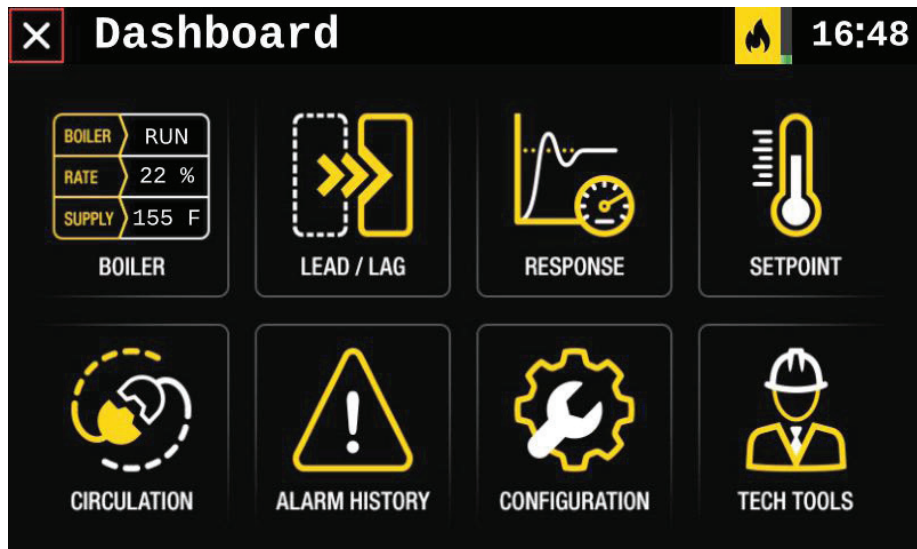 Dashboard 16:48
BOILER RUN
RATE 22 %
SUPPLY 155 F
BOILER LEAD / LAG RESPONSE SETPOINT
CIRCULATION ALARM HISTORY CONFIGURATION TECH TOOLS